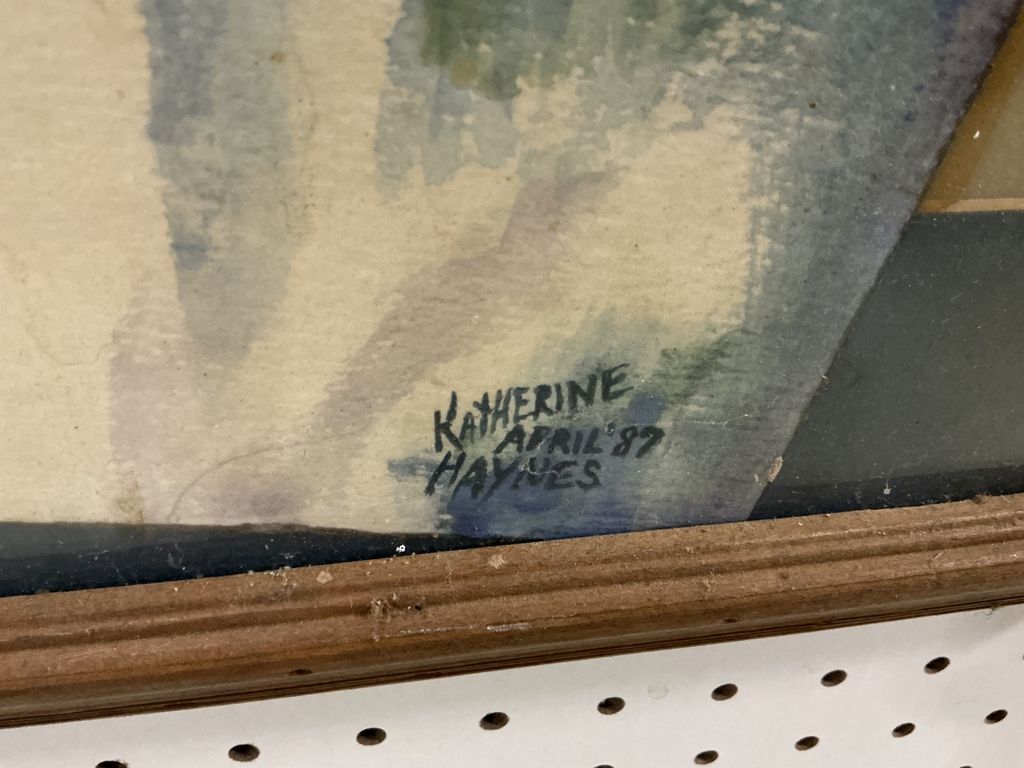 KATHERINE
APRIL '87
HAYNES